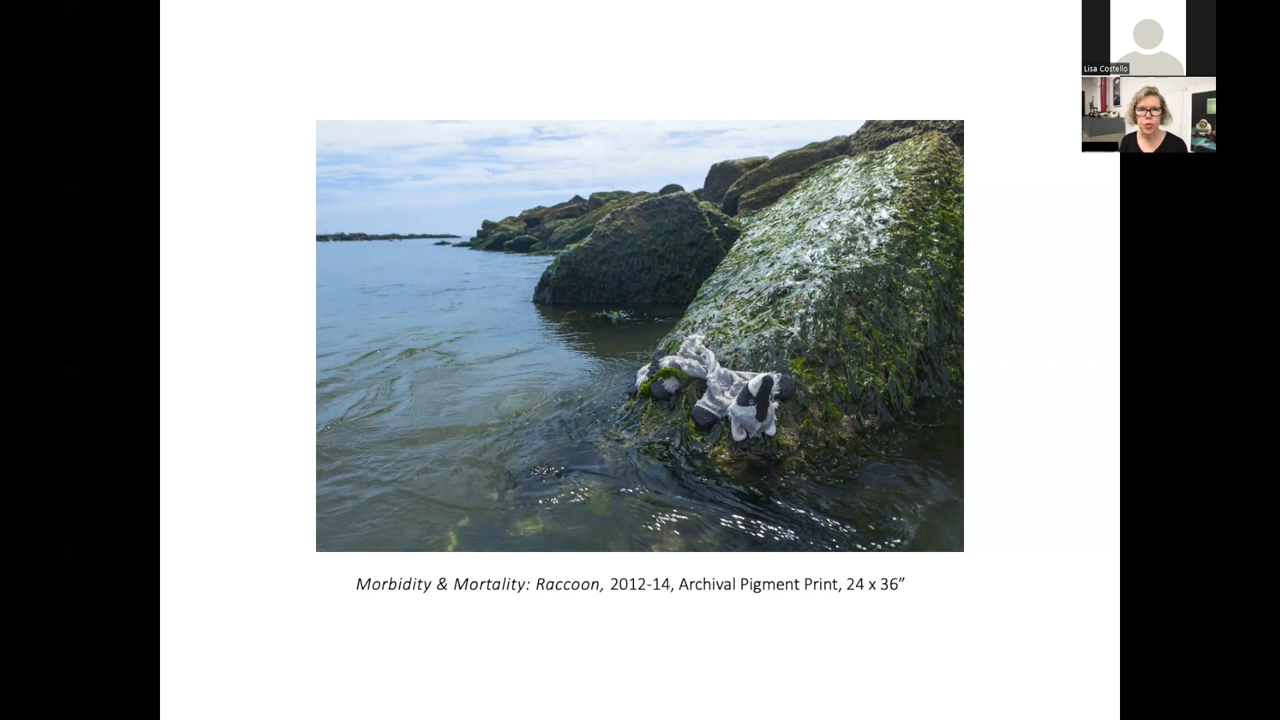 Lisa Costello
Morbidity & Mortality: Raccoon, 2012-14, Archival Pigment Print, 24 x 36”